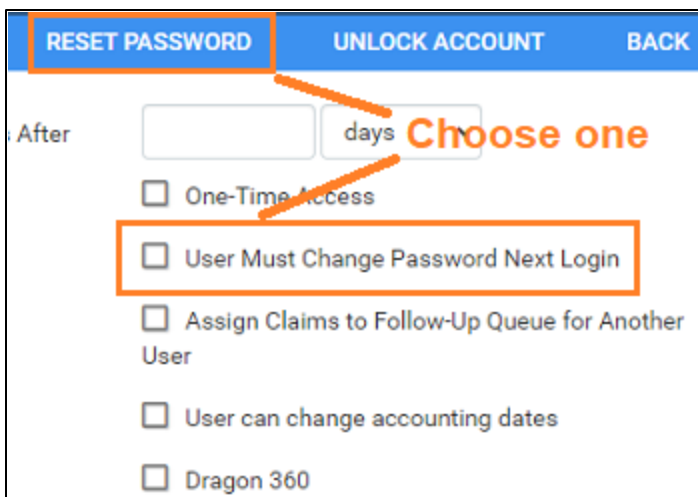 RESET PASSWORD UNLOCK ACCOUNT BACK
After days Choose one
One-Time Access
User Must Change Password Next Login
Assign Claims to Follow-Up Queue for Another
User
User can change accounting dates
Dragon 360